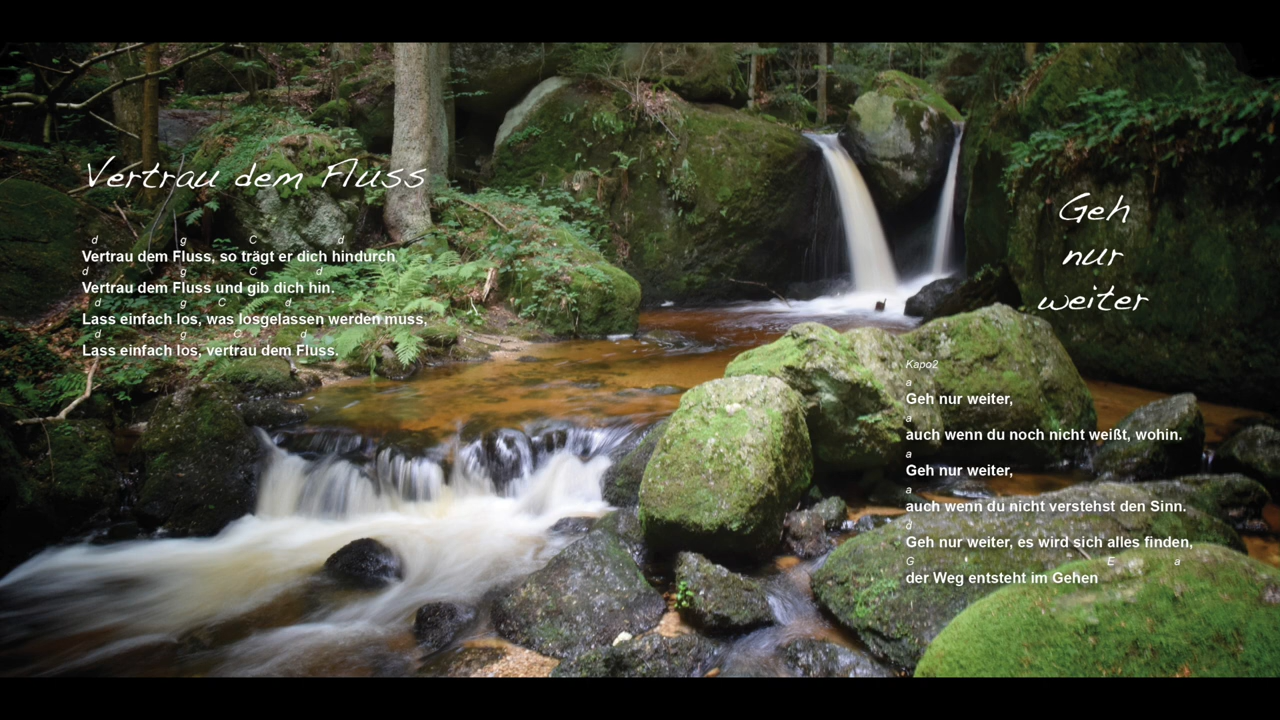 Vertrau dem Fluss
d g C d
Vertrau dem Fluss, so trägt er dich hindurch
d g C d
Vertrau dem Fluss und gib dich hin.
d g C d
Lass einfach los, was losgelassen werden muss,
d g C d
Lass einfach los, vertrau dem Fluss.
Geh
nur
weiter
Kapo2
a
Geh nur weiter,
a
auch wenn du noch nicht weißt, wohin.
a
Geh nur weiter,
a
auch wenn du nicht verstehst den Sinn.
d
Geh nur weiter, es wird sich alles finden,
G E a
der Weg entsteht im Gehen